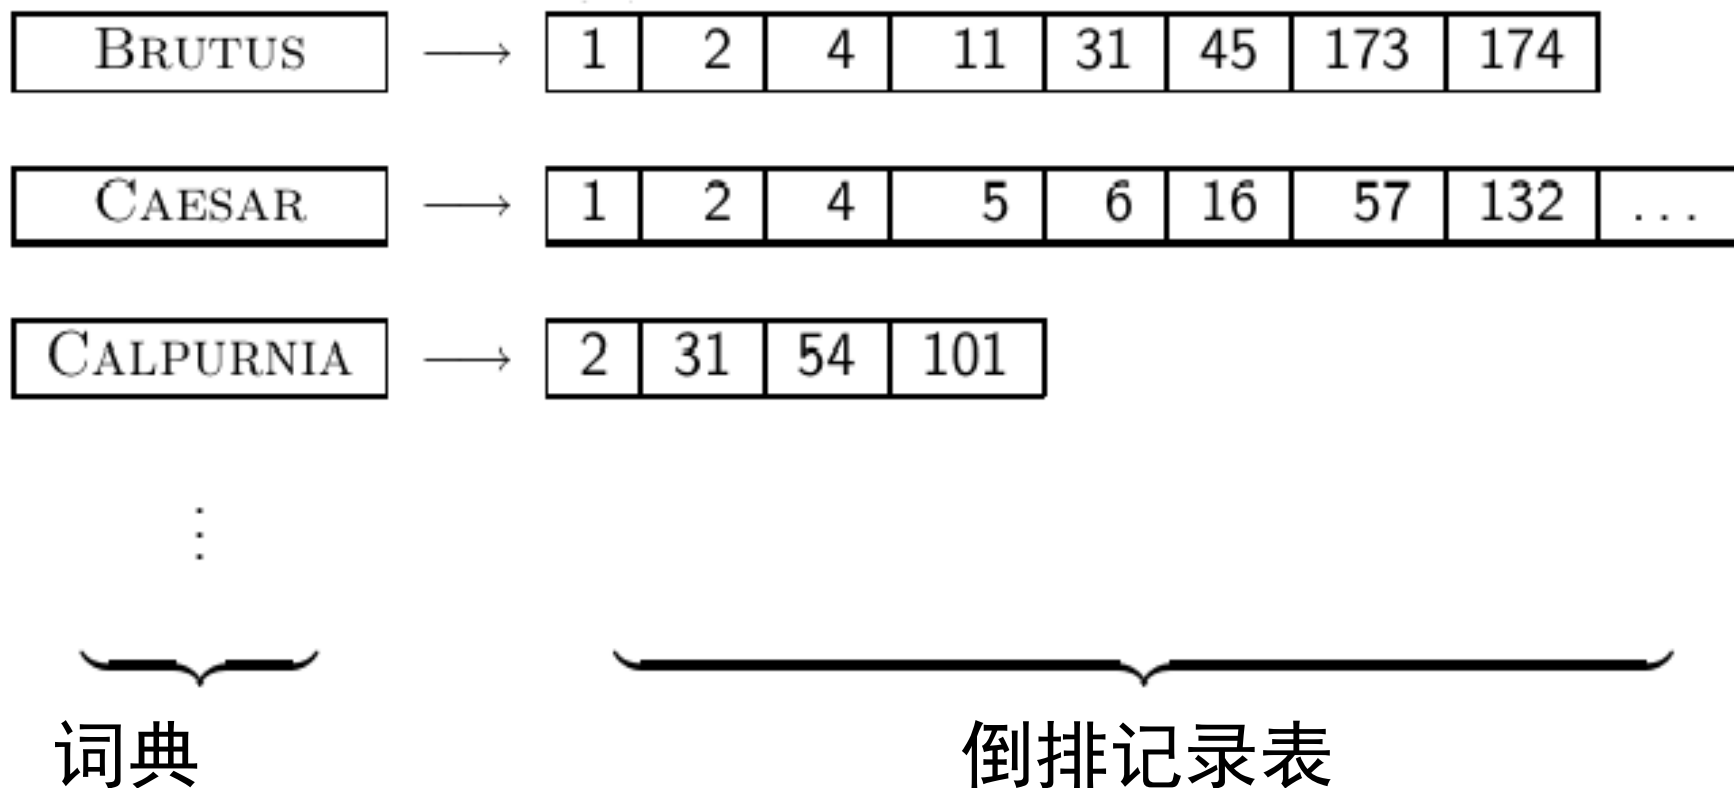 BRUTUS → 1 2 4 11 31 45 173 174
CAESAR → 1 2 4 5 6 16 57 132 ...
CALPURNIA → 2 31 54 101
⋮
词典 倒排记录表